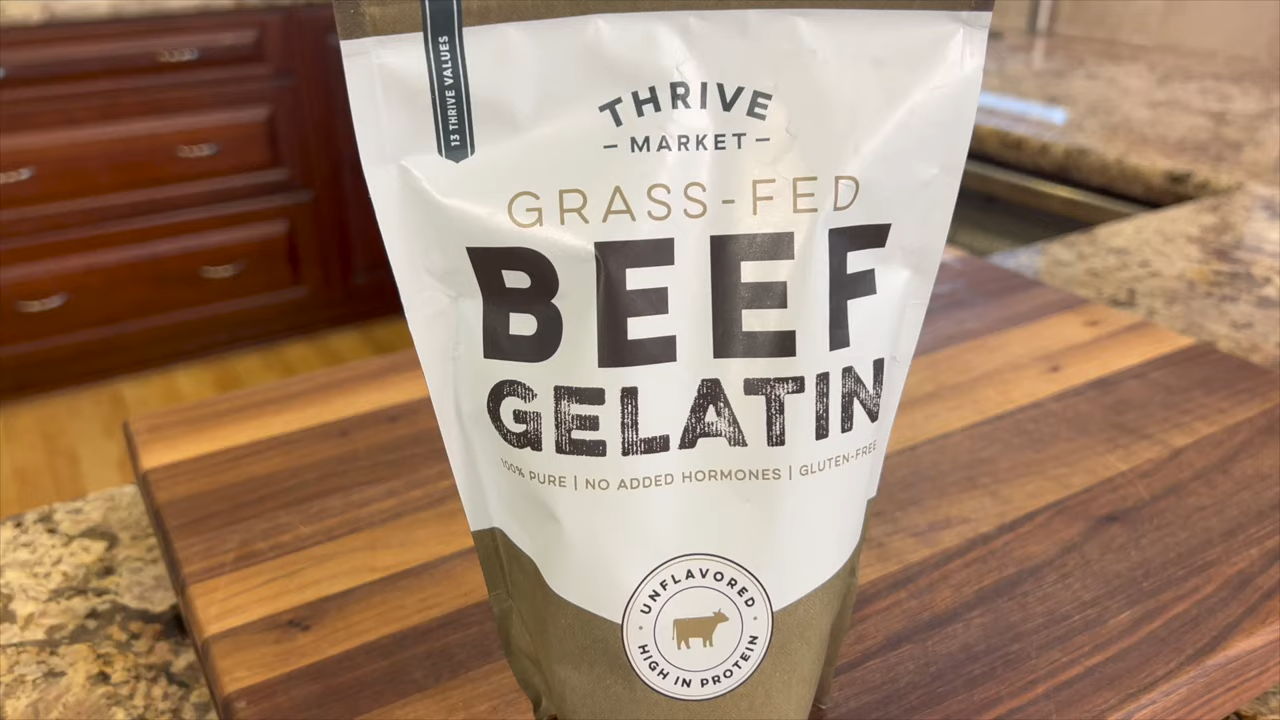 13 THRIVE VALUES
THRIVE
– MARKET –
GRASS-FED
BEEF
GELATIN
100% PURE | NO ADDED HORMONES | GLUTEN-FREE
UNFLAVORED
• HIGH IN PROTEIN •